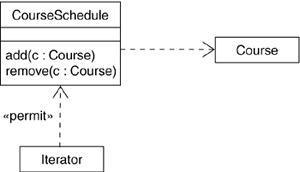 CourseSchedule
add(c : Course)
remove(c : Course)
Course
«permit»
Iterator